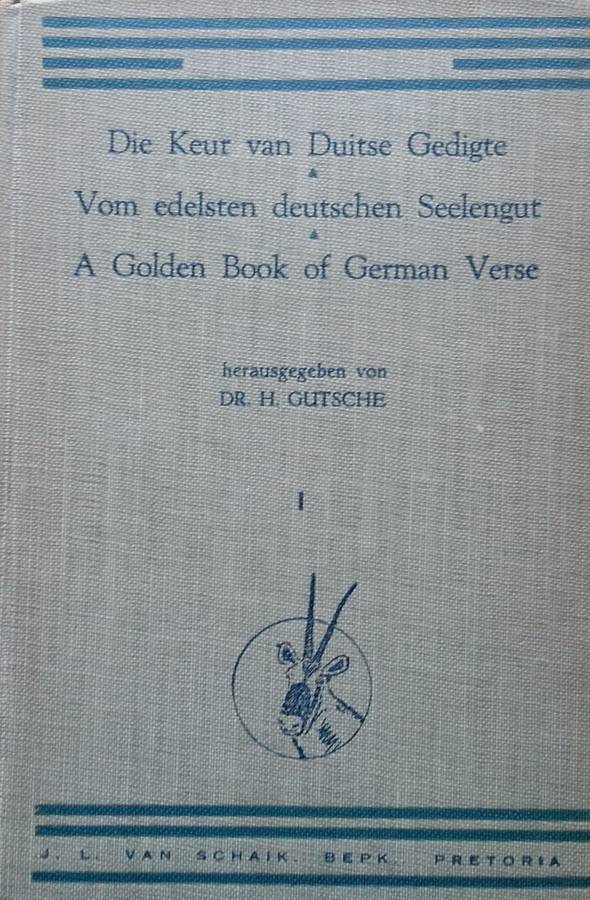 Die Keur van Duitse Gedigte
Vom edelsten deutschen Seelengut
A Golden Book of German Verse
herausgegeben von
DR. H. GUTSCHE
I
J. L. VAN SCHAIK. BEPK. PRETORIA